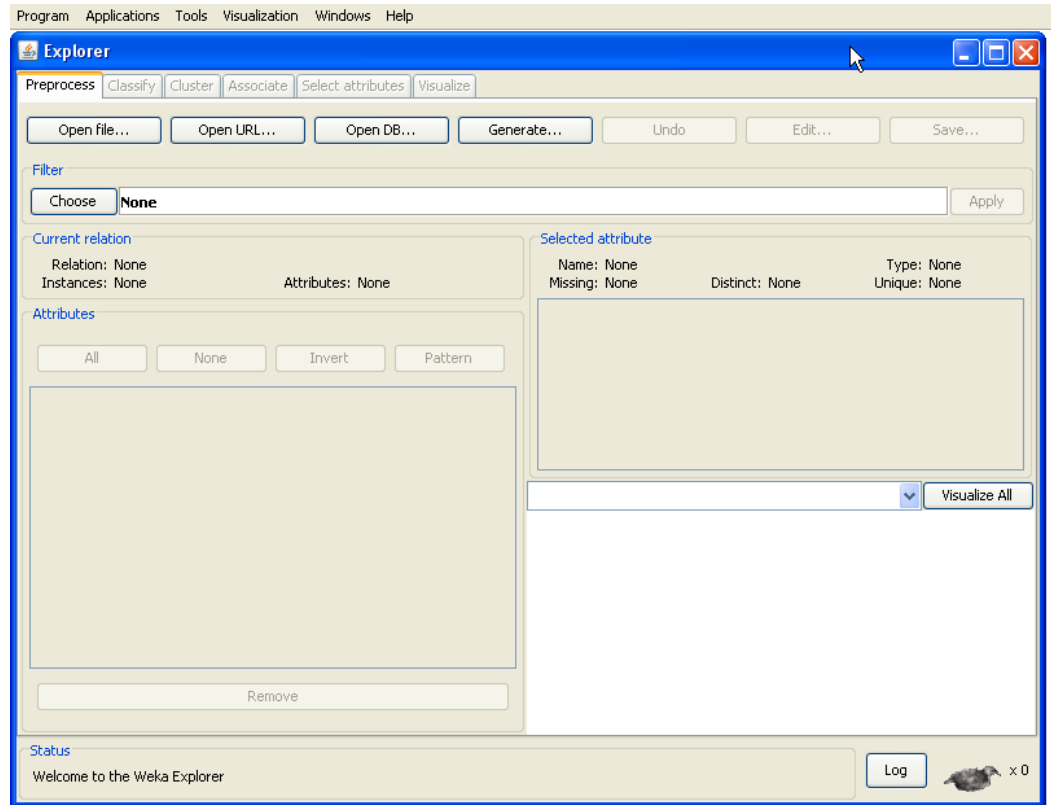 Program Applications Tools Visualization Windows Help
Explorer
Preprocess Classify Cluster Associate Select attributes Visualize
Open file... Open URL... Open DB... Generate... Undo Edit... Save...
Filter
Choose None Apply
Current relation
Relation: None
Instances: None Attributes: None
Selected attribute
Name: None Type: None
Missing: None Distinct: None Unique: None
Attributes
All None Invert Pattern
Visualize All
Remove
Status
Welcome to the Weka Explorer
Log x 0